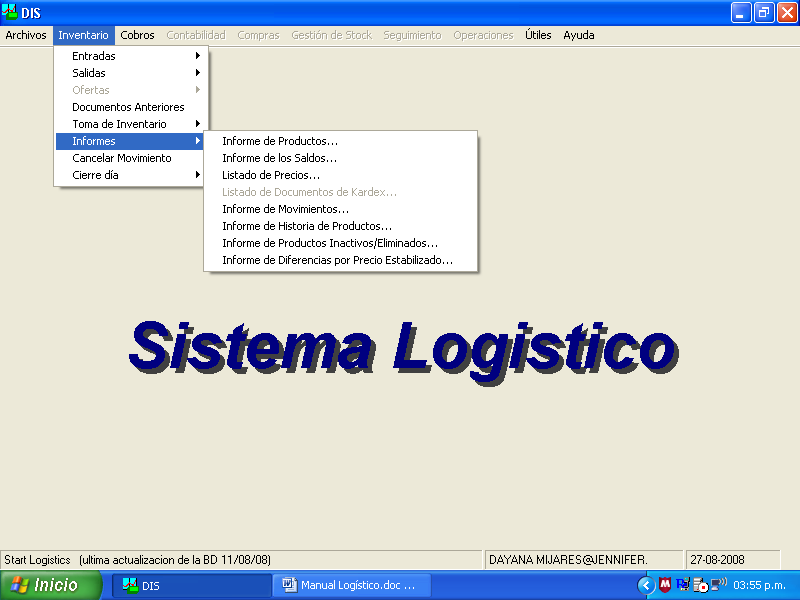 DIS
Archivos Inventario Cobros Contabilidad Compras Gestión de Stock Seguimiento Operaciones Útiles Ayuda
Entradas
Salidas
Ofertas
Documentos Anteriores
Toma de Inventario
Informes
Cancelar Movimiento
Cierre día
Informe de Productos...
Informe de los Saldos...
Listado de Precios...
Listado de Documentos de Kardex...
Informe de Movimientos...
Informe de Historia de Productos...
Informe de Productos Inactivos/Eliminados...
Informe de Diferencias por Precio Estabilizado...
Sistema Logistico
Start Logistics (ultima actualizacion de la BD 11/08/08) DAYANA MIJARES@JENNIFER. 27-08-2008
Inicio DIS Manual Logístico.doc ... 03:55 p.m.